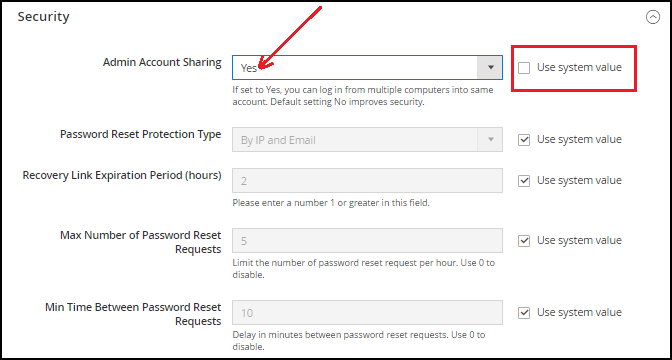 Security
Admin Account Sharing
Yes
Use system value
If set to Yes, you can log in from multiple computers into same
account. Default setting No improves security.
Password Reset Protection Type
By IP and Email
Use system value
Recovery Link Expiration Period (hours)
2
Use system value
Please enter a number 1 or greater in this field.
Max Number of Password Reset
Requests
5
Use system value
Limit the number of password reset request per hour. Use 0 to
disable.
Min Time Between Password Reset
Requests
10
Use system value
Delay in minutes between password reset requests. Use 0 to
disable.